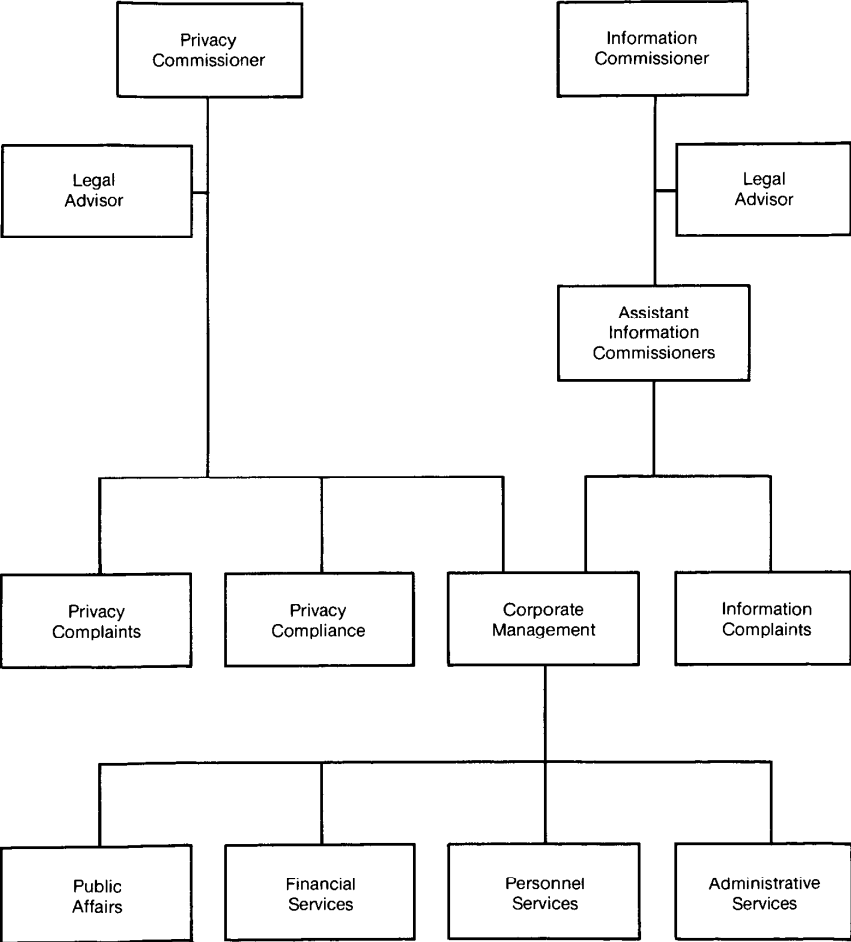 Privacy
Commissioner
Information
Commissioner
Legal
Advisor
Legal
Advisor
Assistant
Information
Commissioners
Privacy
Complaints
Privacy
Compliance
Corporate
Management
Information
Complaints
Public
Affairs
Financial
Services
Personnel
Services
Administrative
Services